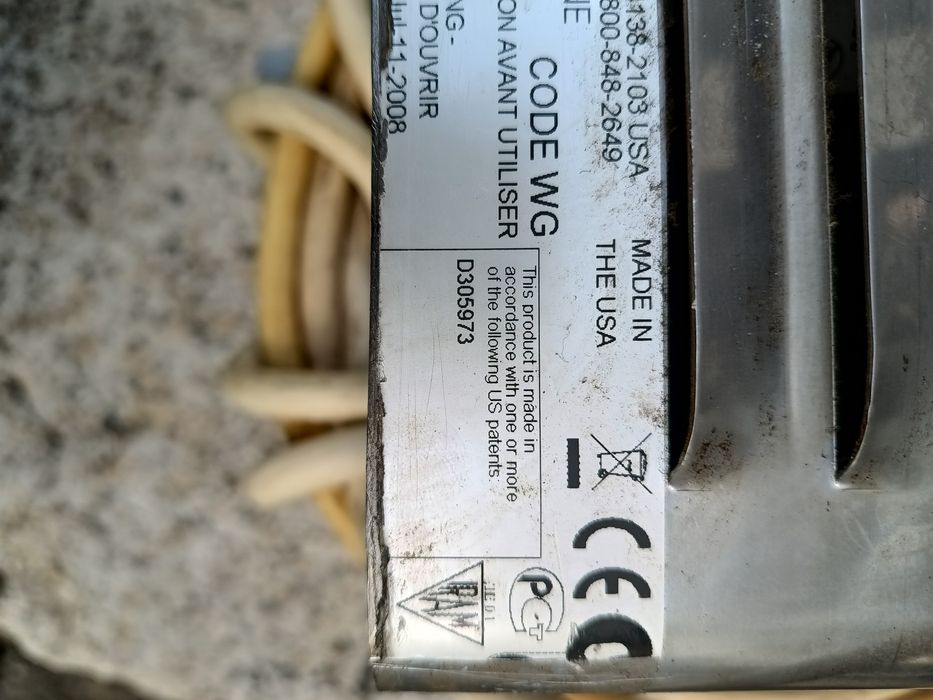 138-2103 USA
800-848-2649
NE
CODE WG
ON AVANT UTILISER
NG -
D'OUVRIR
Jul 11-2008
MADE IN
THE USA
This product is made in
accordance with one or more
of the following US patents:
D305973
CE